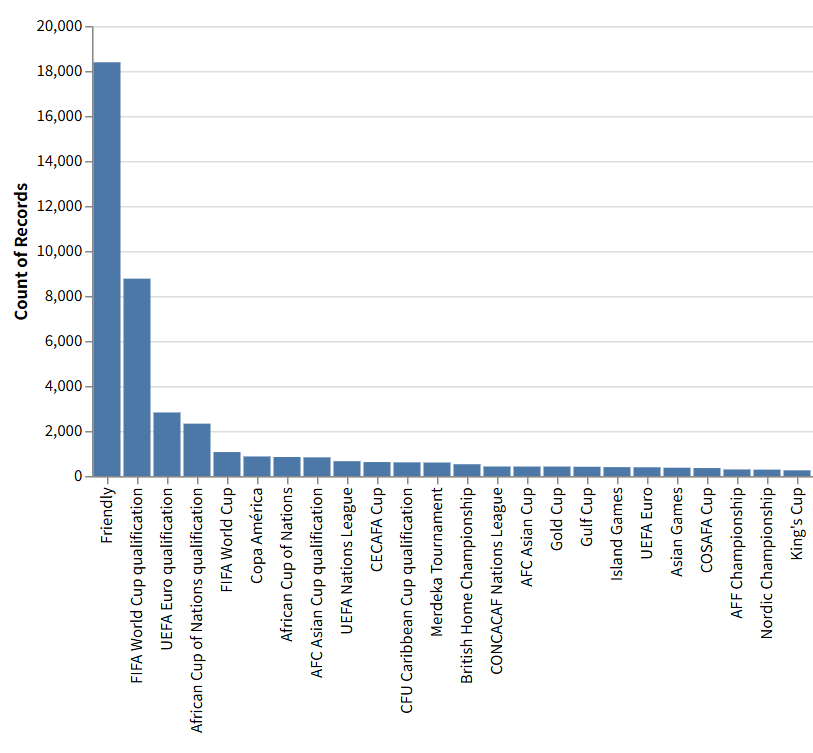 20,000
18,000
16,000
14,000
12,000
10,000
8,000
6,000
4,000
2,000
0
Count of Records
Friendly
FIFA World Cup qualification
UEFA Euro qualification
African Cup of Nations qualification
FIFA World Cup
Copa América
African Cup of Nations
AFC Asian Cup qualification
UEFA Nations League
CECAFA Cup
CFU Caribbean Cup qualification
Merdeka Tournament
British Home Championship
CONCACAF Nations League
AFC Asian Cup
Gold Cup
Gulf Cup
Island Games
UEFA Euro
Asian Games
COSAFA Cup
AFF Championship
Nordic Championship
King's Cup